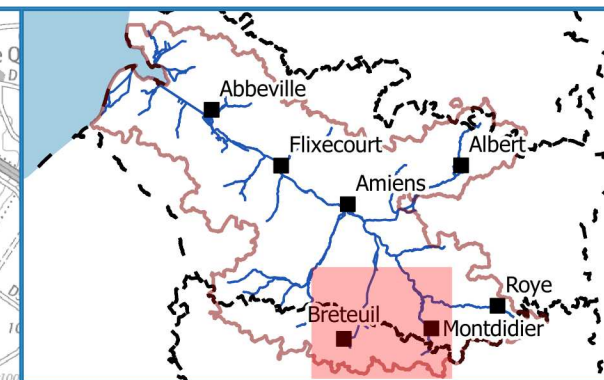 Abbeville
Flixecourt
Albert
Amiens
Roye
Breteuil
Montdidier